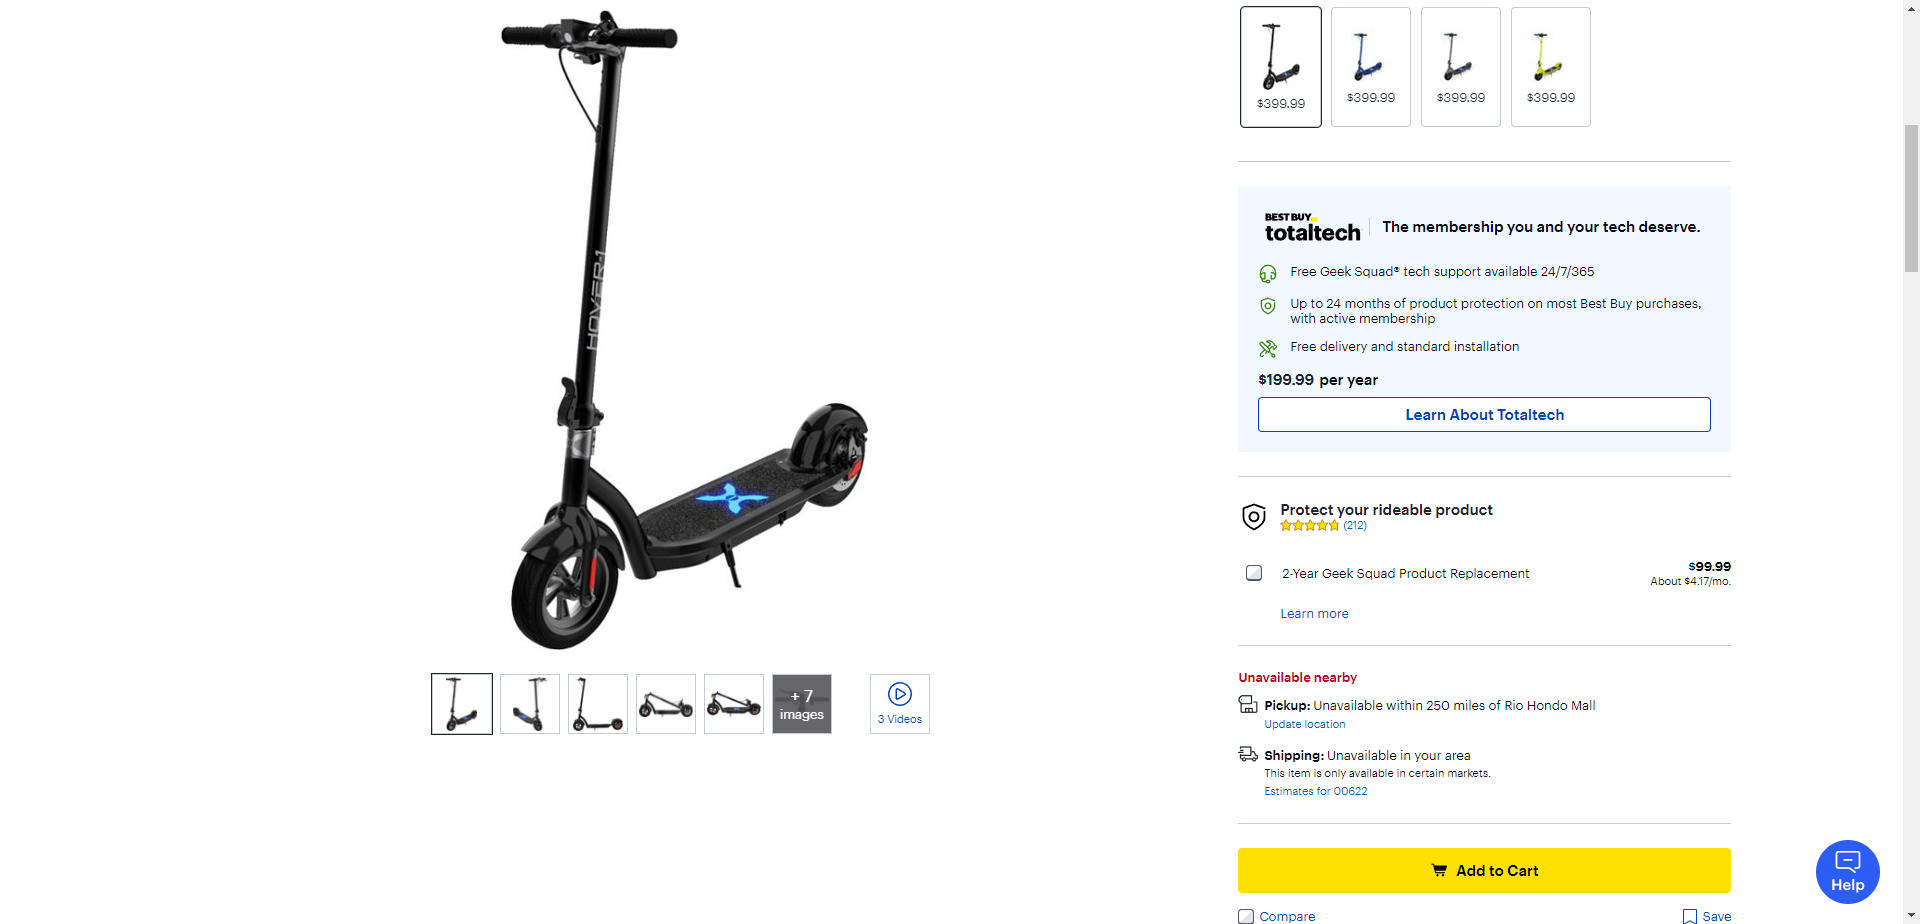 HOVER-1
+ 7
images
3 Videos
$399.99
$399.99
$399.99
$399.99
BEST BUY
totaltech
The membership you and your tech deserve.
Free Geek Squad® tech support available 24/7/365
Up to 24 months of product protection on most Best Buy purchases,
with active membership
Free delivery and standard installation
$199.99 per year
Learn About Totaltech
Protect your rideable product
(212)
2-Year Geek Squad Product Replacement
$99.99
About $4.17/mo.
Learn more
Unavailable nearby
Pickup: Unavailable within 250 miles of Rio Hondo Mall
Update location
Shipping: Unavailable in your area
This item is only available in certain markets.
Estimates for 00622
Add to Cart
Compare
Save
Help